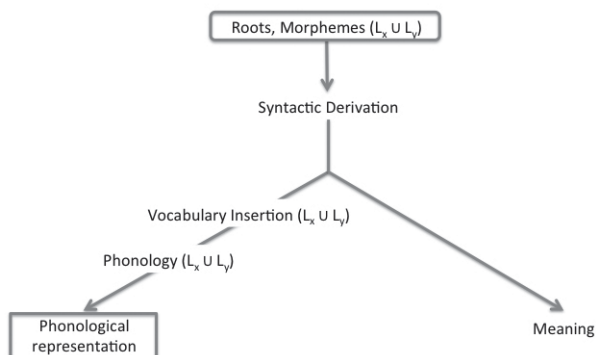 Roots, Morphemes (Lx ∪ Ly)
Syntactic Derivation
Vocabulary Insertion (Lx ∪ Ly)
Phonology (Lx ∪ Ly)
Phonological
representation
Meaning